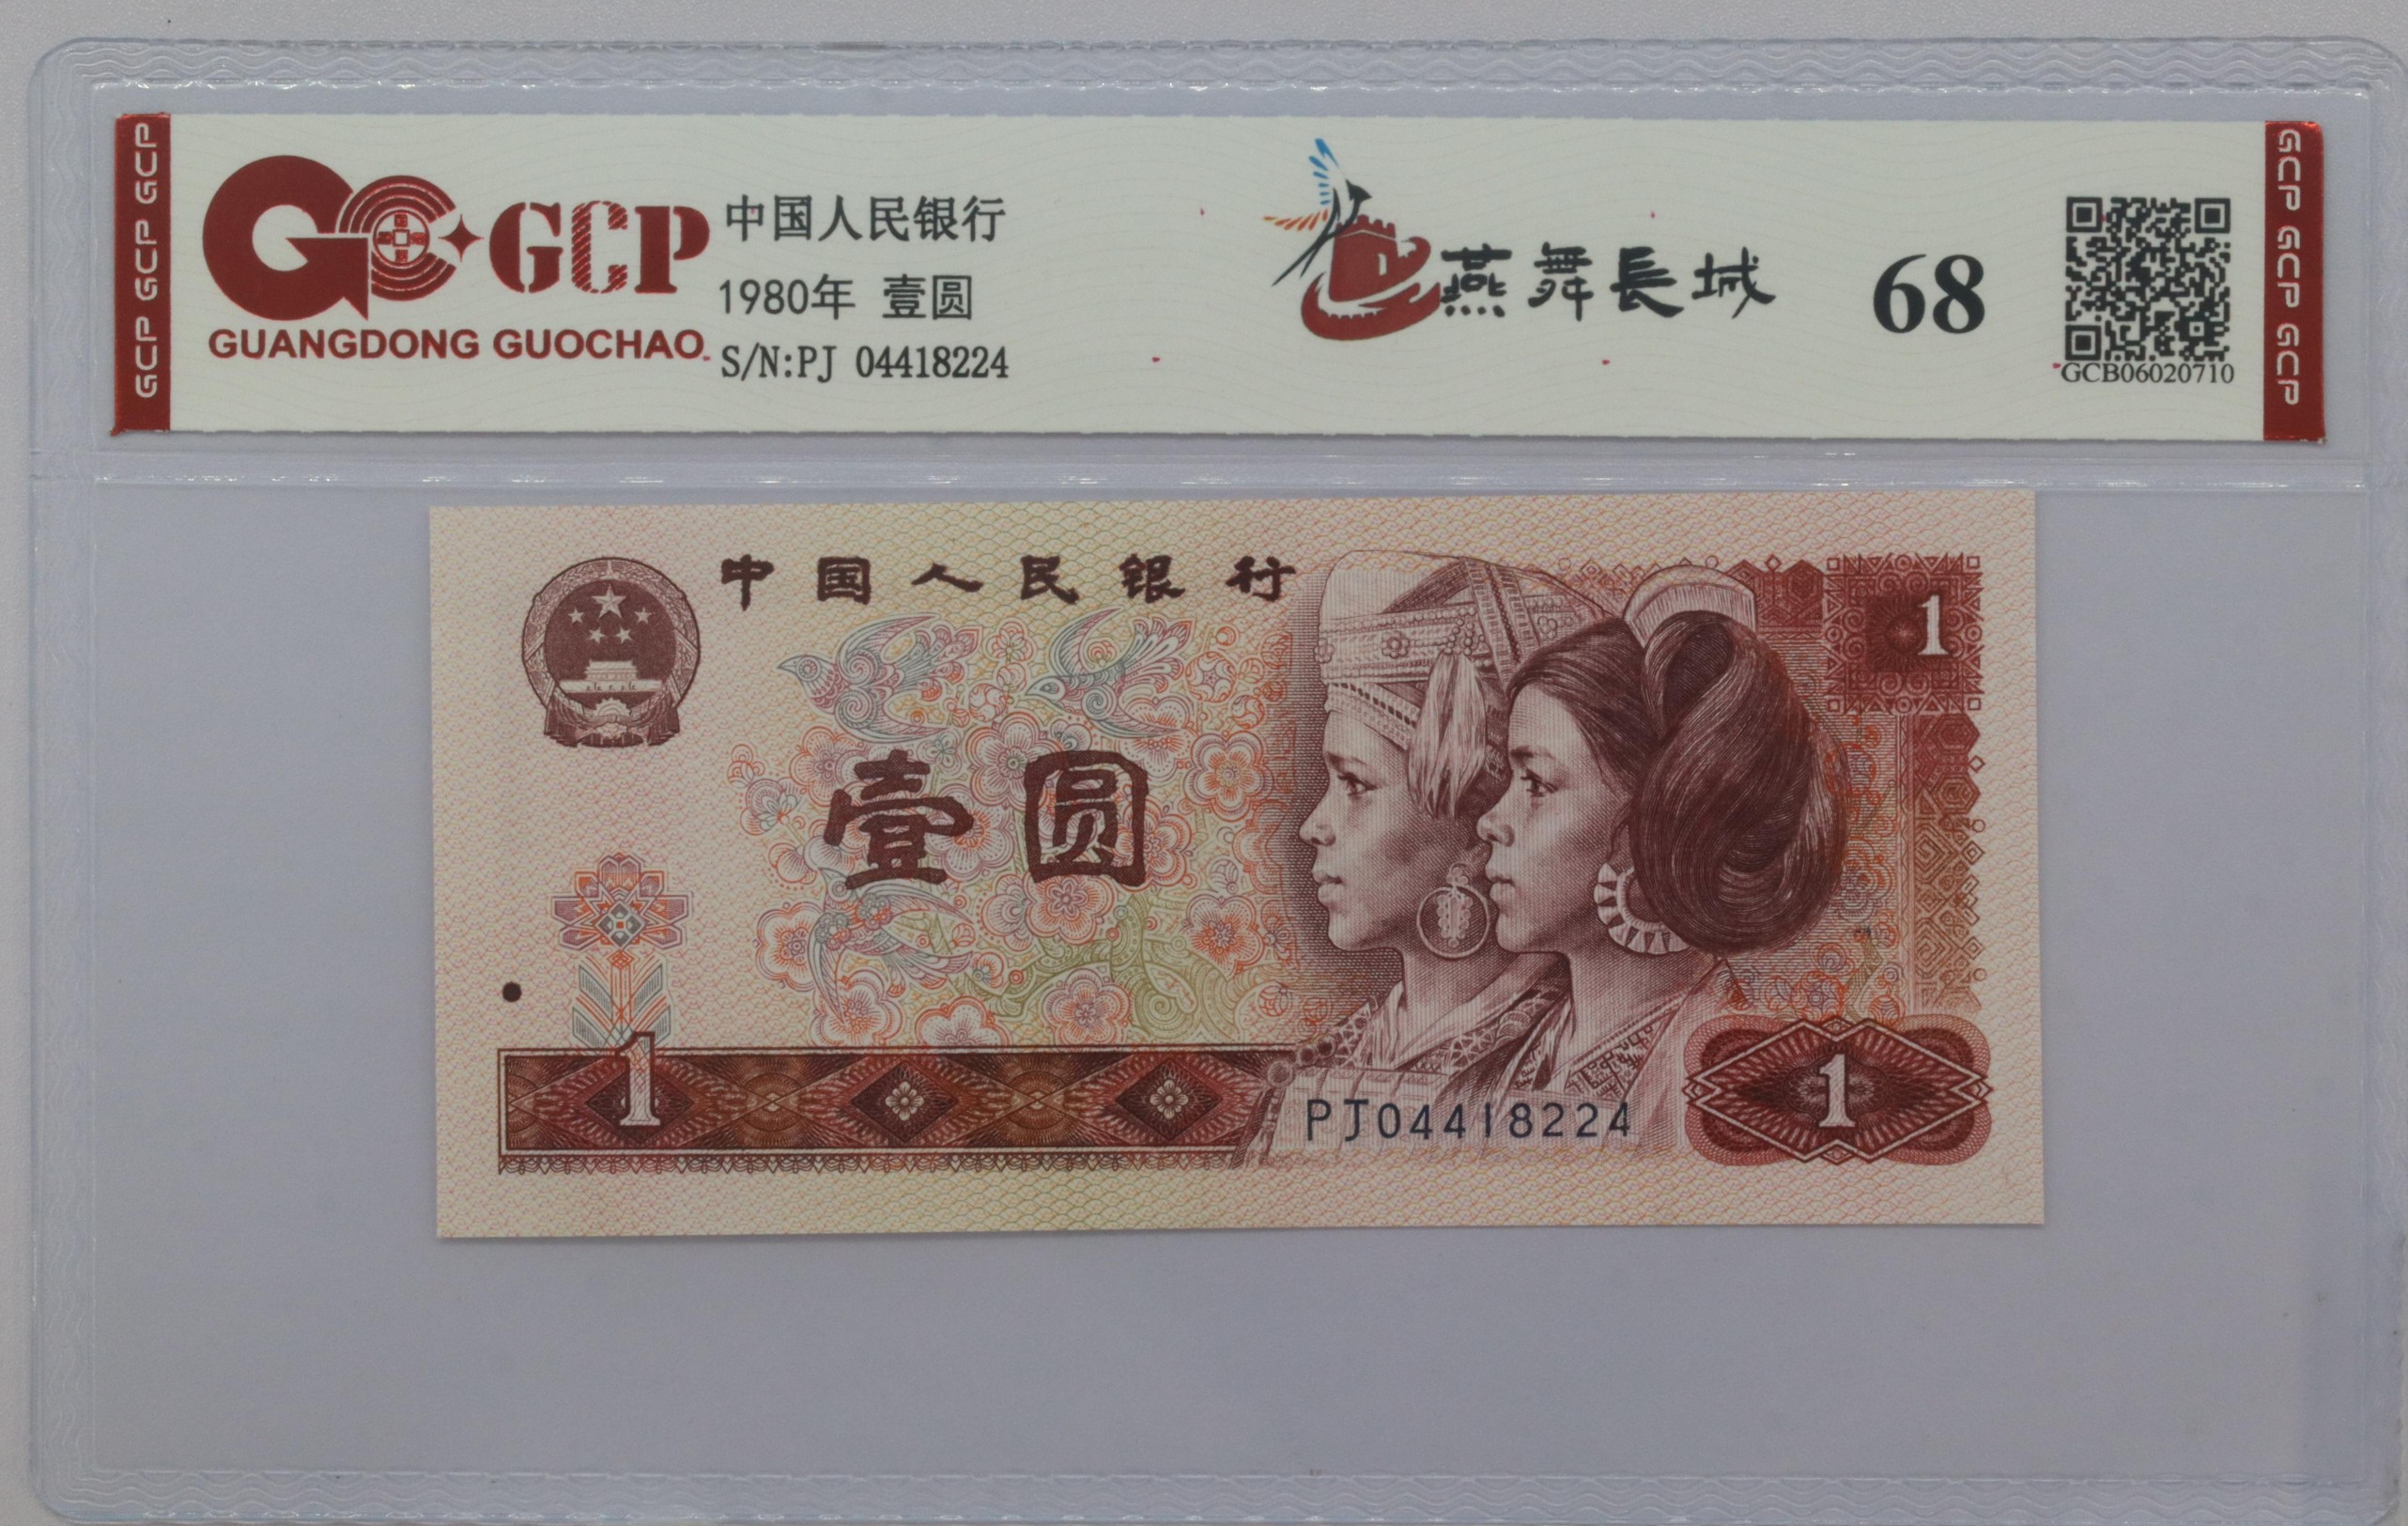 GCP GCP GCP
GCP
GUANGDONG GUOCHAO
中国人民银行
1980年 壹圆
S/N:PJ 04418224
燕舞長城
68
GCB06020710
GCP GCP GCP
中国人民银行
1
壹圆
1
PJ04418224
1